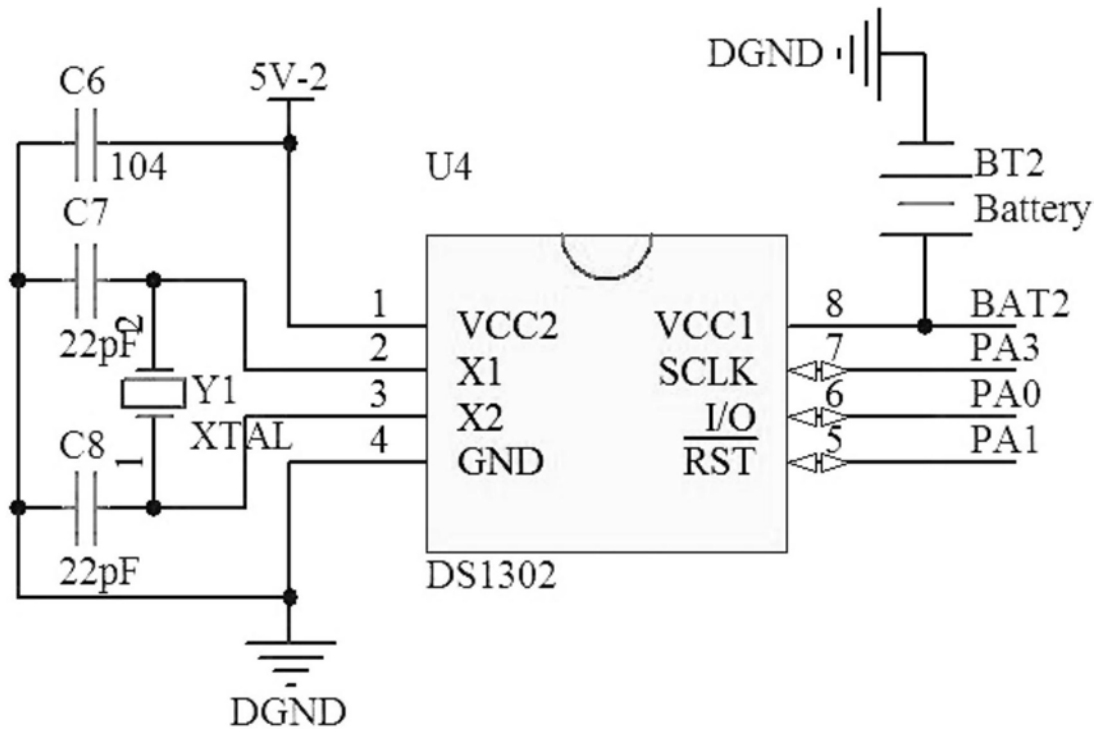 C6
104
5V-2
C7
22pF
2
Y1
XTAL
1
C8
22pF
DGND
U4
1
VCC2
2
X1
3
X2
4
GND
VCC1
8
SCLK
7
I/O
6
RST
5
DS1302
BAT2
PA3
PA0
PA1
DGND
BT2
Battery